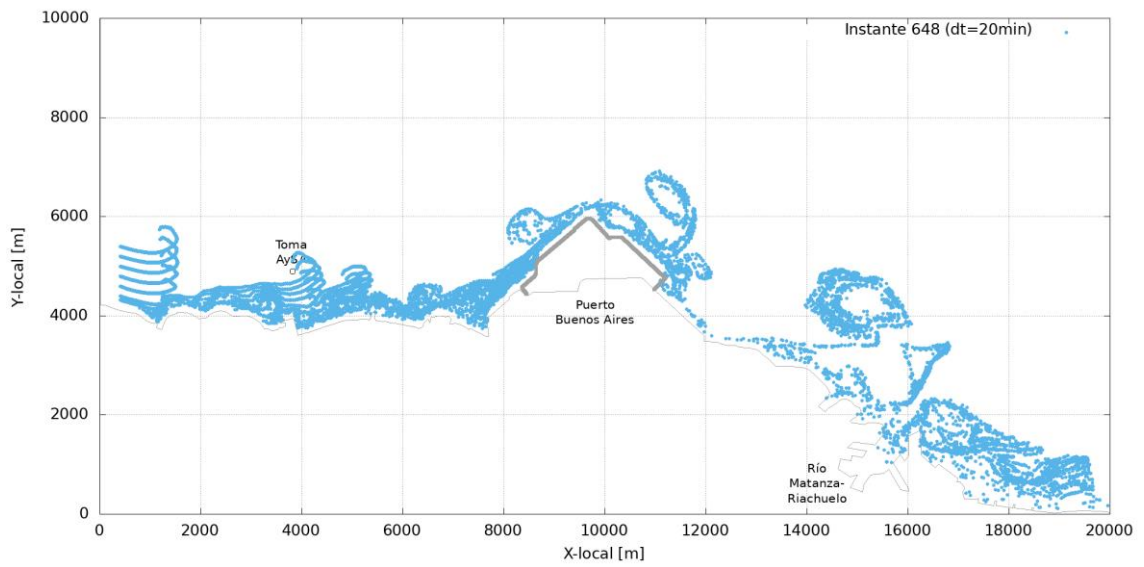 Instante 648 (dt=20min)
10000
8000
6000
4000
2000
0
Y-local [m]
Toma
AySA
Puerto
Buenos Aires
Río
Matanza-
Riachuelo
0 2000 4000 6000 8000 10000 12000 14000 16000 18000 20000
X-local [m]